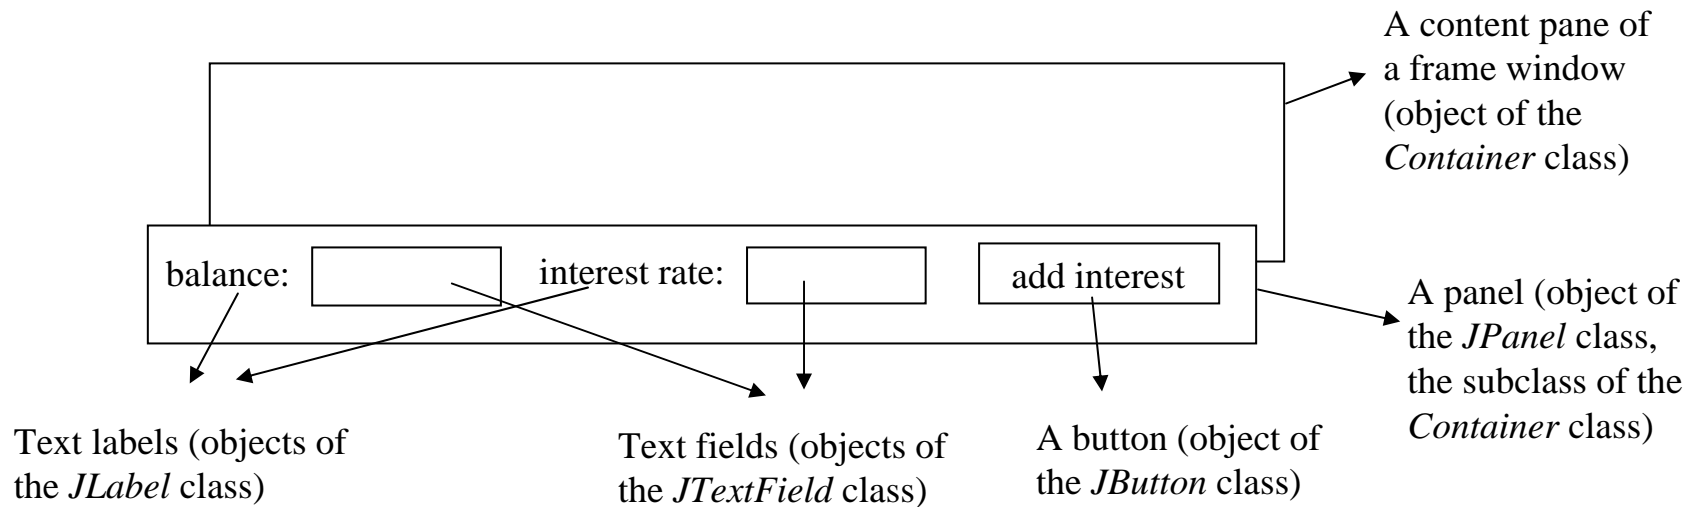 A content pane of
a frame window
(object of the
Container class)
balance:
interest rate:
add interest
A panel (object of
the JPanel class,
the subclass of the
Container class)
Text labels (objects of
the JLabel class)
Text fields (objects of
the JTextField class)
A button (object of
the JButton class)